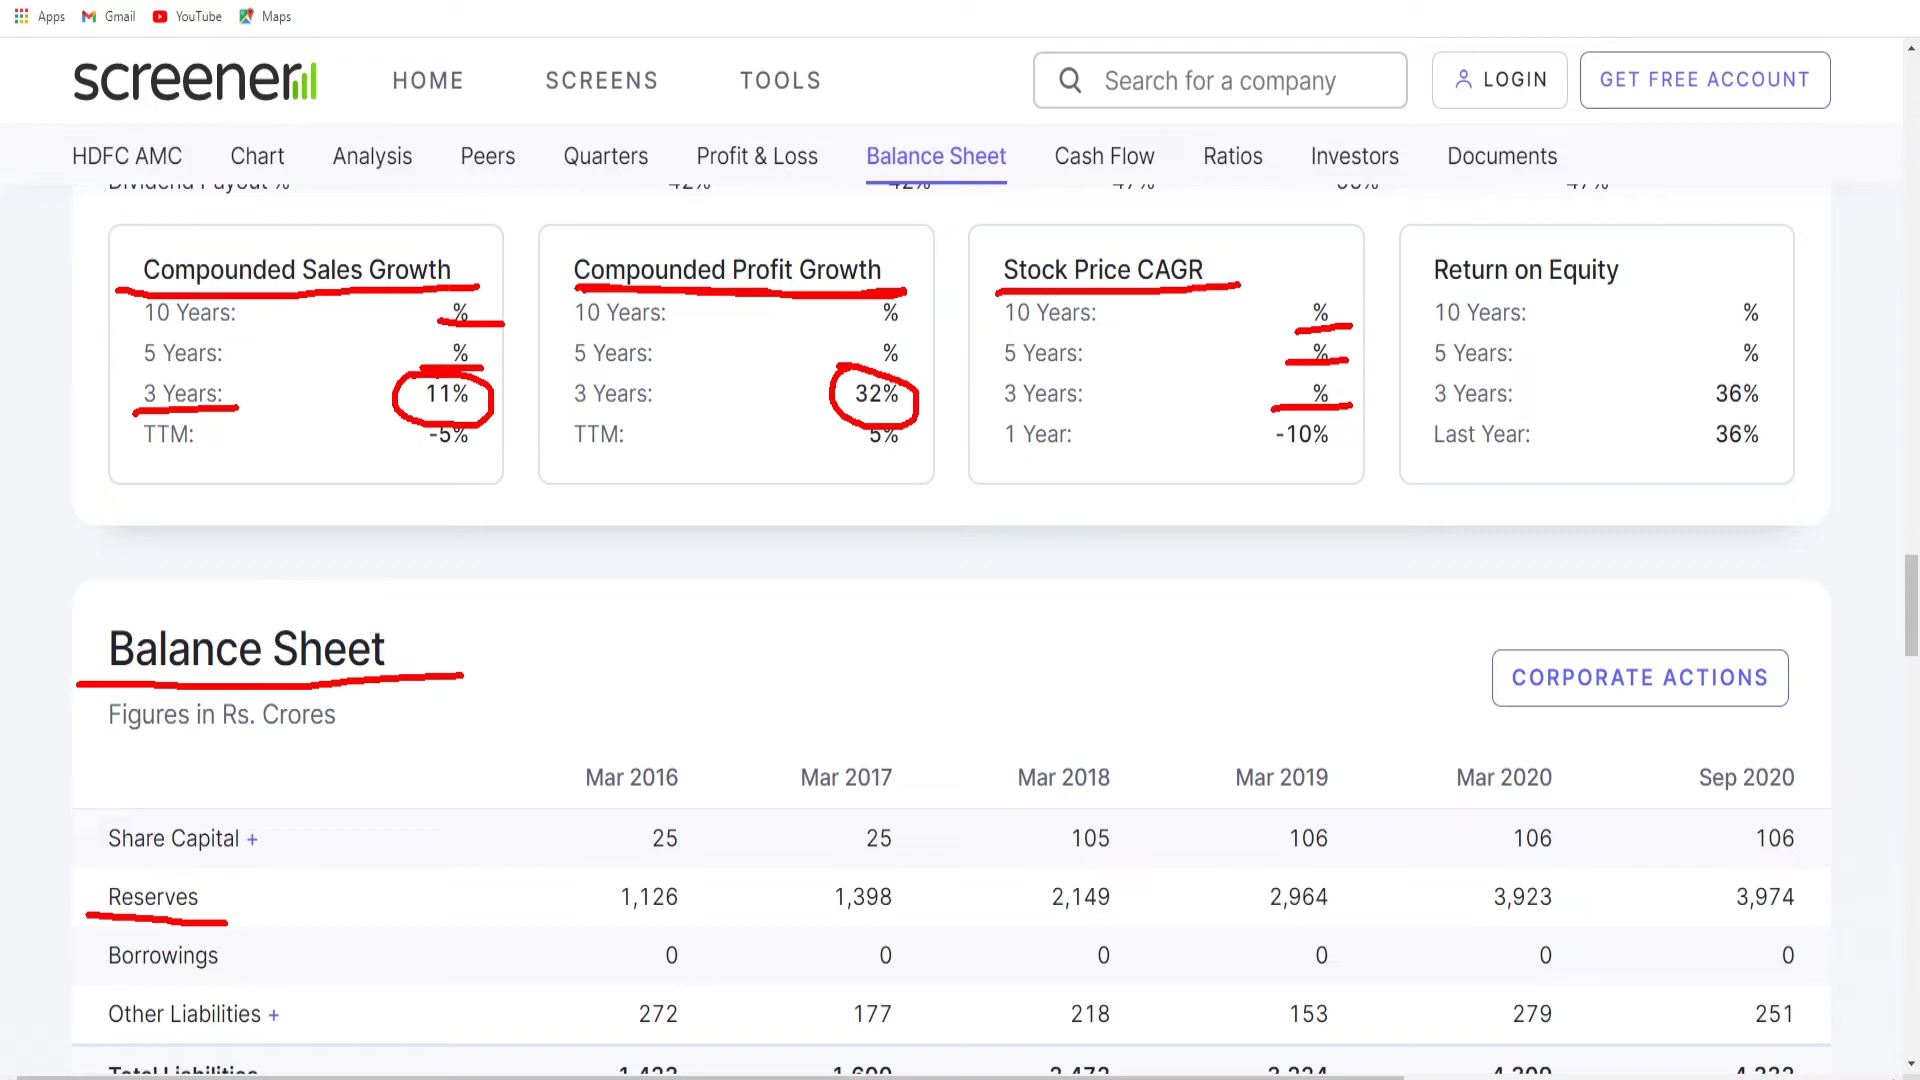 Apps Gmail YouTube Maps
screener HOME SCREENS TOOLS Search for a company LOGIN GET FREE ACCOUNT
HDFC AMC Chart Analysis Peers Quarters Profit & Loss Balance Sheet Cash Flow Ratios Investors Documents
Dividend Payout % 42% 42% 47%
Compounded Sales Growth
10 Years: %
5 Years: %
3 Years: 11%
TTM: -5%
Compounded Profit Growth
10 Years: %
5 Years: %
3 Years: 32%
TTM: 5%
Stock Price CAGR
10 Years: %
5 Years: %
3 Years: %
1 Year: -10%
Return on Equity
10 Years: %
5 Years: %
3 Years: 36%
Last Year: 36%
Balance Sheet
CORPORATE ACTIONS
Figures in Rs. Crores
Mar 2016 Mar 2017 Mar 2018 Mar 2019 Mar 2020 Sep 2020
Share Capital + 25 25 105 106 106 106
Reserves 1,126 1,398 2,149 2,964 3,923 3,974
Borrowings 0 0 0 0 0 0
Other Liabilities + 272 177 218 153 279 251
Total Liabilities